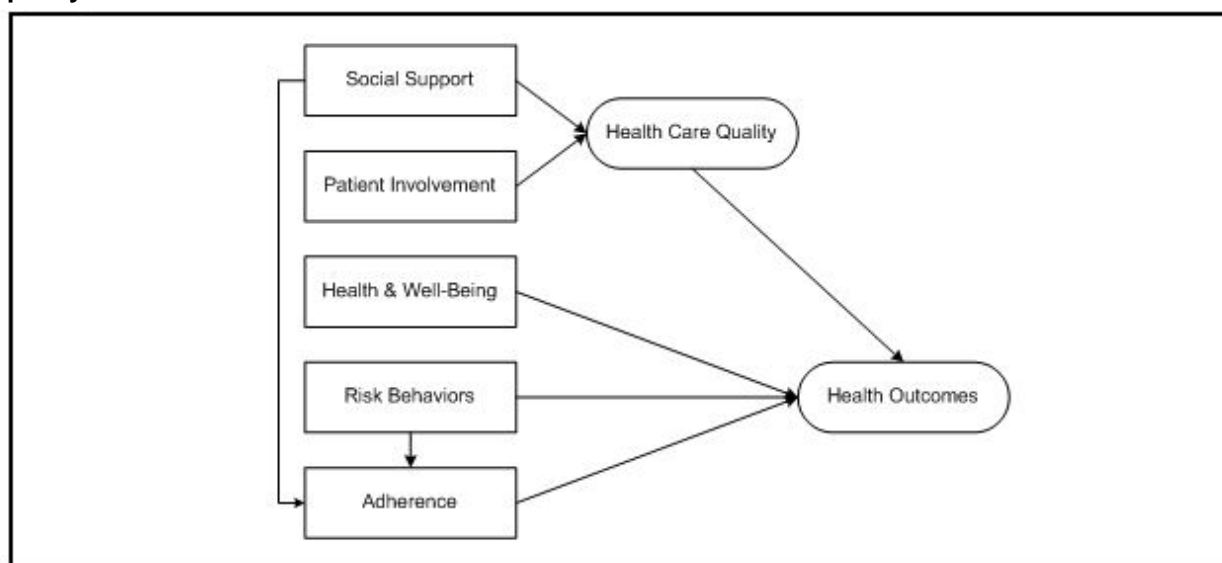 Social Support
Health Care Quality
Patient Involvement
Health & Well-Being
Risk Behaviors
Health Outcomes
Adherence